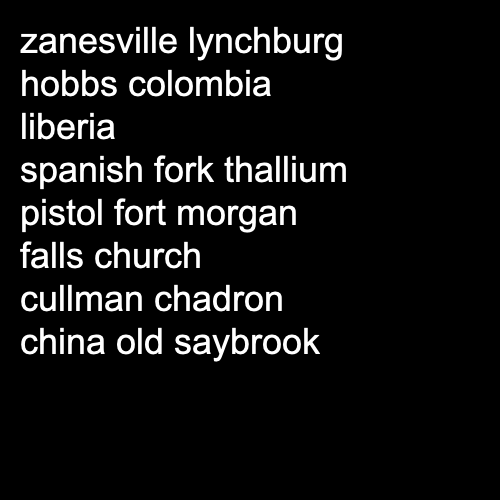 zanesville lynchburg
hobbs colombia
liberia
spanish fork thallium
pistol fort morgan
falls church
cullman chadron
china old saybrook